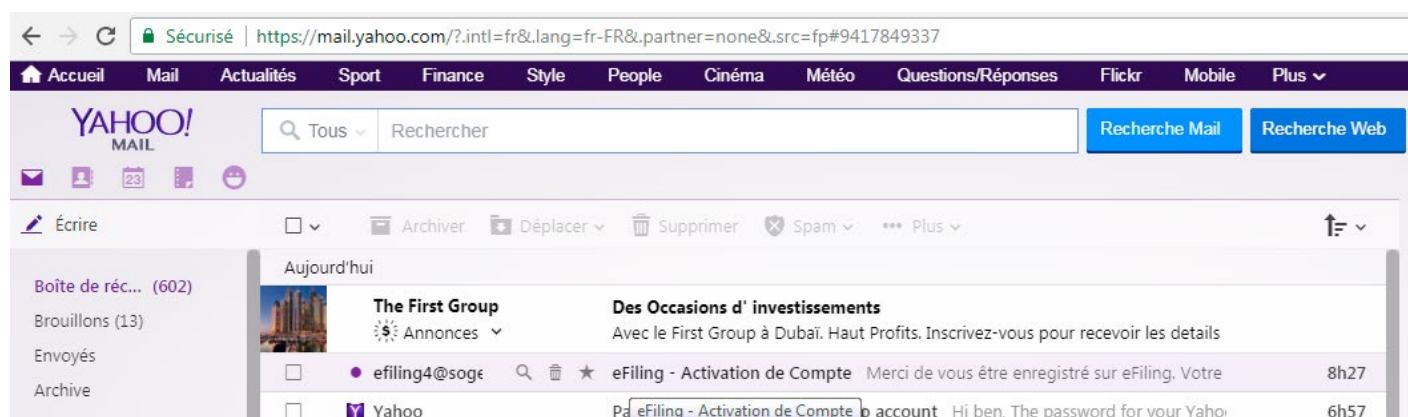 Sécurisé | https://mail.yahoo.com/?.intl=fr&.lang=fr-FR&.partner=none&.src=fp#9417849337
Accueil Mail Actualités Sport Finance Style People Cinéma Météo Questions/Réponses Flickr Mobile Plus
YAHOO!
MAIL
Tous Rechercher Recherche Mail Recherche Web
23
Écrire Archiver Déplacer Supprimer Spam ••• Plus
Aujourd'hui
Boîte de réc... (602)
Brouillons (13)
Envoyés
Archive
The First Group Des Occasions d' investissements
$ Annonces Avec le First Group à Dubaï. Haut Profits. Inscrivez-vous pour recevoir les details
efiling4@soge eFiling - Activation de Compte Merci de vous être enregistré sur eFiling. Votre 8h27
Y Yahoo eFiling - Activation de Compte account Hi ben, The password for your Yaho 6h57